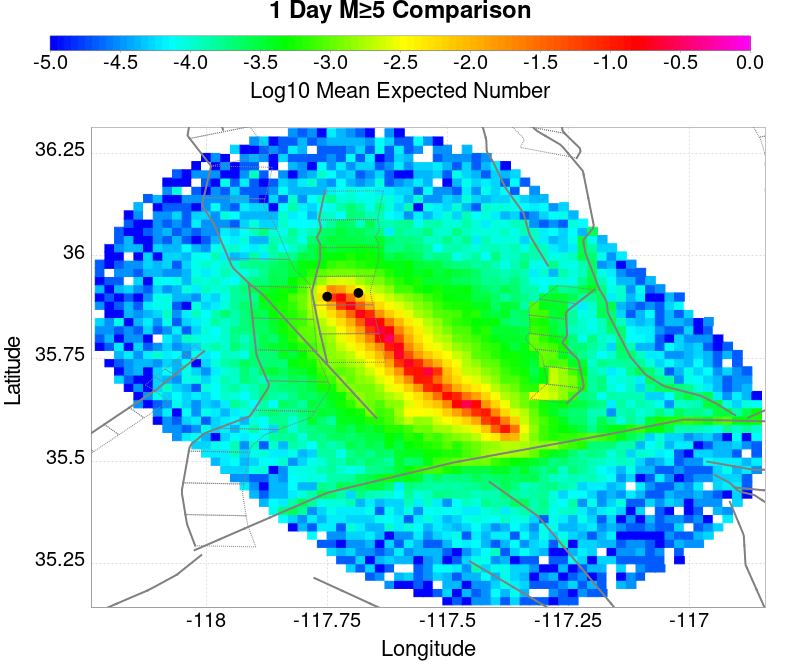 1 Day M≥5 Comparison
-5.0 -4.5 -4.0 -3.5 -3.0 -2.5 -2.0 -1.5 -1.0 -0.5 0.0
Log10 Mean Expected Number
36.25
36
35.75
35.5
35.25
Latitude
-118 -117.75 -117.5 -117.25 -117
Longitude